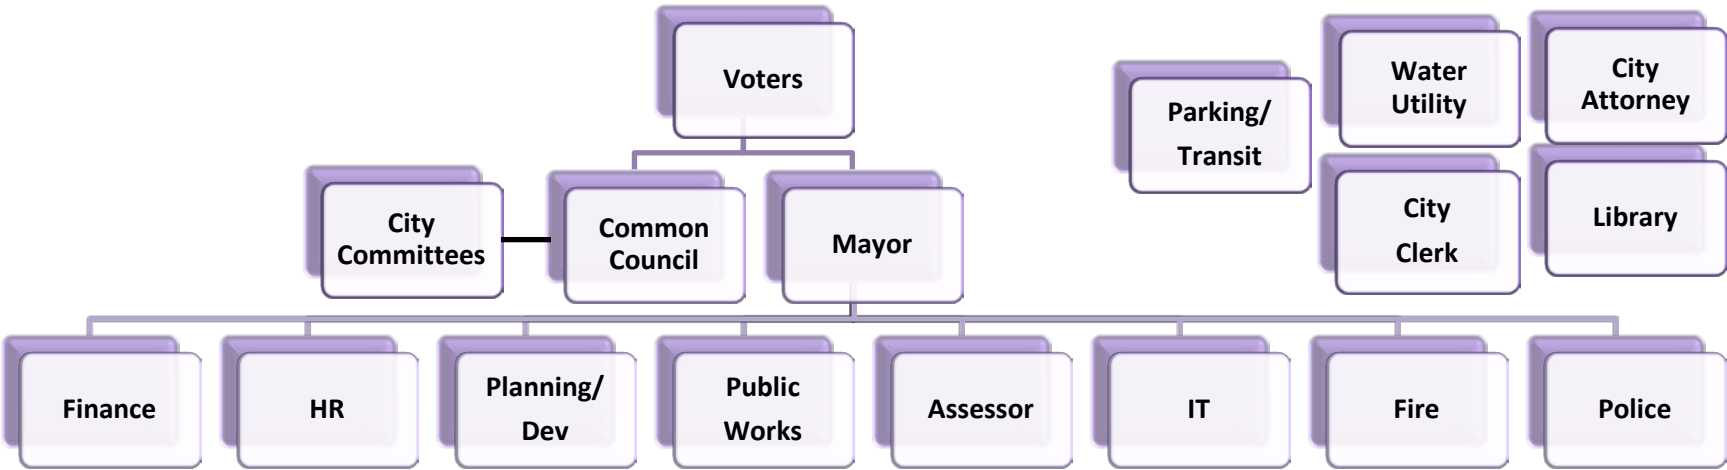 Voters
Parking/
Transit
Water
Utility
City
Attorney
City
Clerk
Library
City
Committees
Common
Council
Mayor
Finance
HR
Planning/
Dev
Public
Works
Assessor
IT
Fire
Police